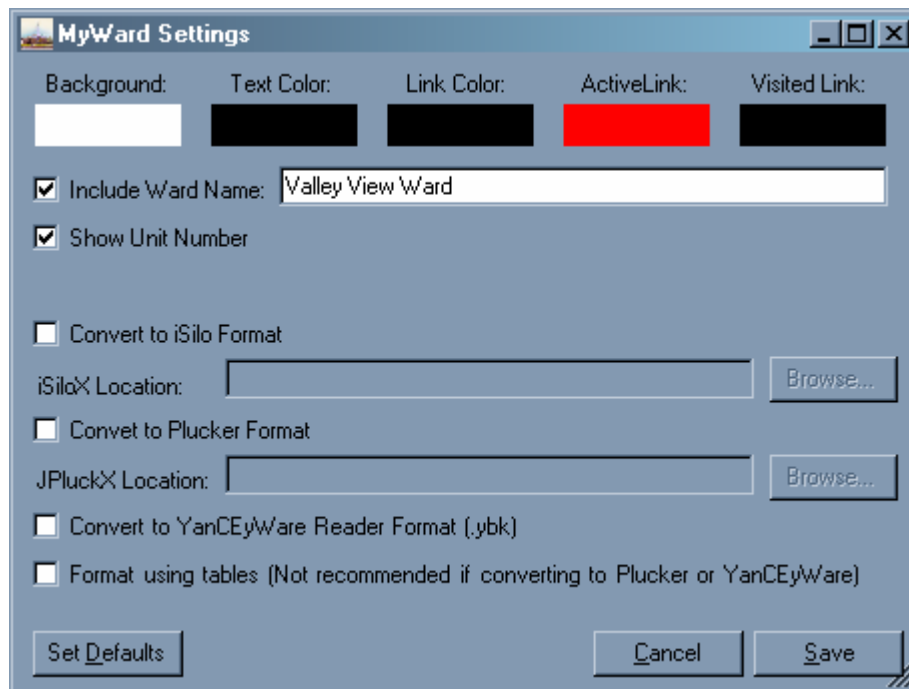 MyWard Settings
Background: Text Color: Link Color: ActiveLink: Visited Link:
Include Ward Name: Valley View Ward
Show Unit Number
Convert to iSilo Format
iSiloX Location: Browse...
Convet to Plucker Format
JPluckX Location: Browse...
Convert to YanCEyWare Reader Format (.ybk)
Format using tables (Not recommended if converting to Plucker or YanCEyWare)
Set Defaults Cancel Save